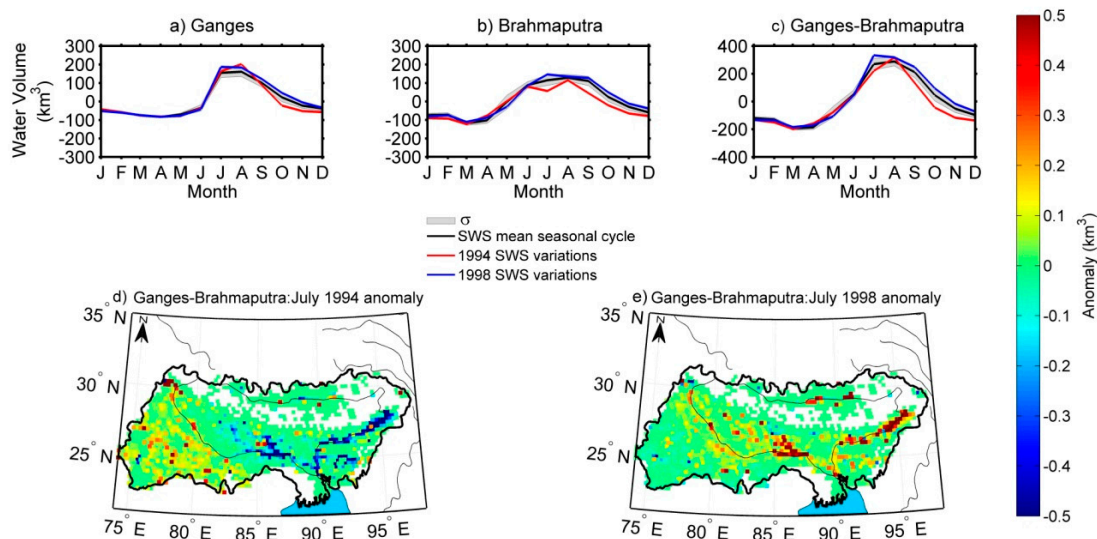 a) Ganges
b) Brahmaputra
c) Ganges-Brahmaputra
Water Volume
(km³)
300
200
100
0
-100
-200
-300
J F M A M J J A S O N D
Month
300
200
100
0
-100
-200
-300
J F M A M J J A S O N D
Month
400
200
0
-200
-400
J F M A M J J A S O N D
Month
σ
SWS mean seasonal cycle
1994 SWS variations
1998 SWS variations
d) Ganges-Brahmaputra:July 1994 anomaly
N
35° N
30° N
25° N
75° E
80° E
85° E
90° E
95° E
e) Ganges-Brahmaputra:July 1998 anomaly
N
35° N
30° N
25° N
75° E
80° E
85° E
90° E
95° E
0.5
0.4
0.3
0.2
0.1
0
-0.1
-0.2
-0.3
-0.4
-0.5
Anomaly (km³)